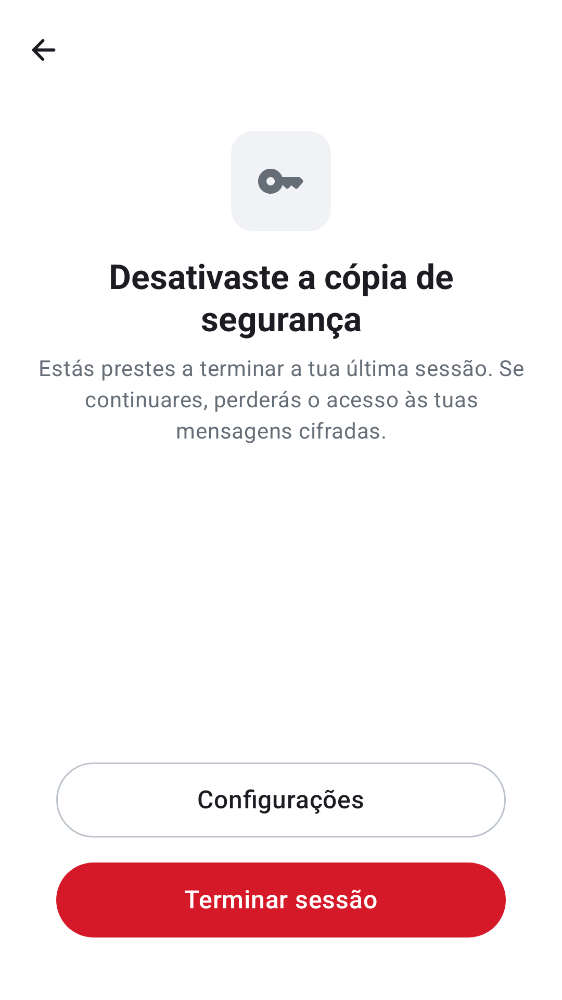 Desativaste a cópia de
segurança
Estás prestes a terminar a tua última sessão. Se
continuares, perderás o acesso às tuas
mensagens cifradas.
Configurações
Terminar sessão